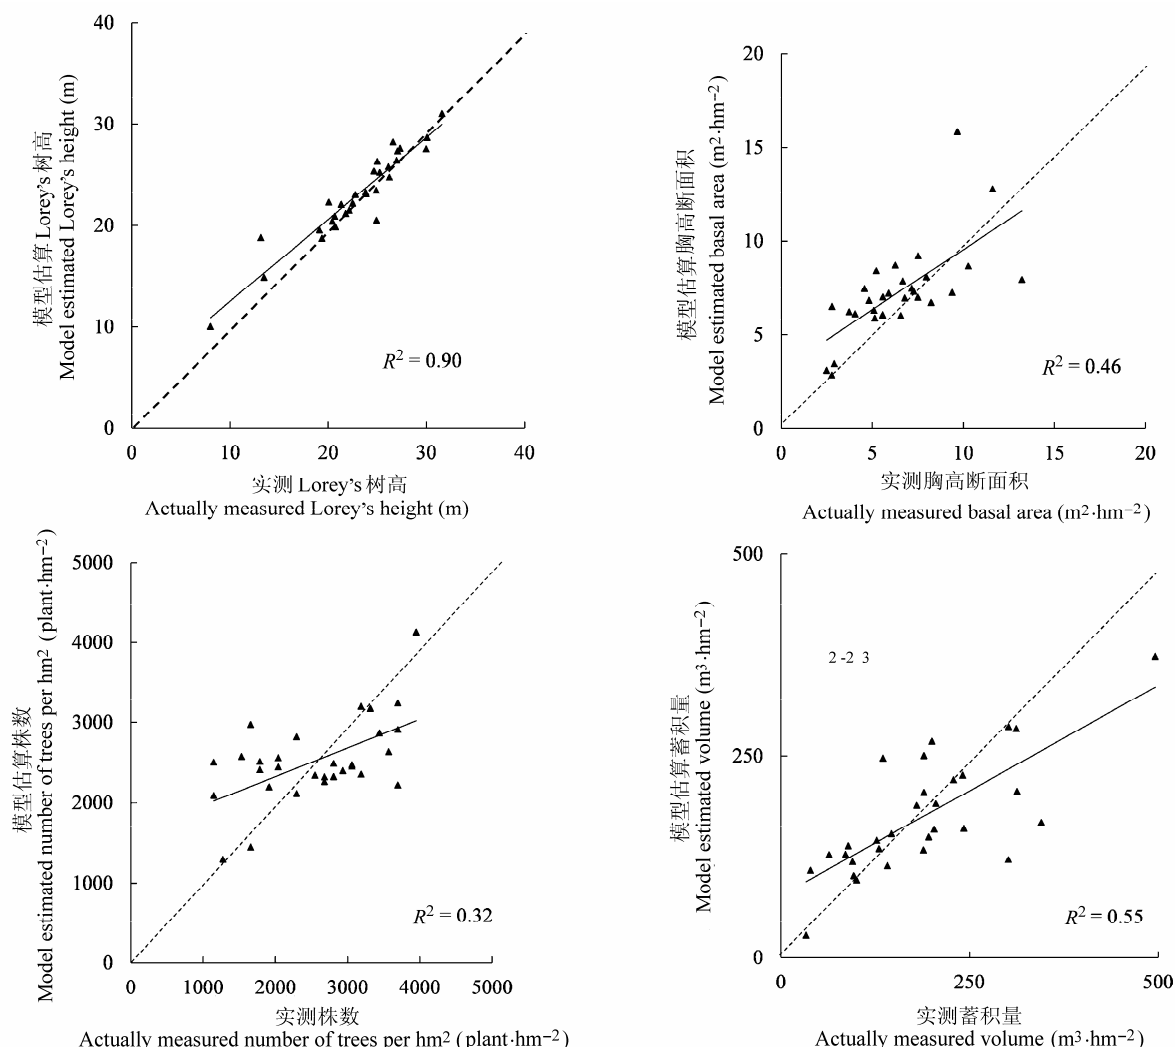 40
30
20
10
0
0 10 20 30 40
模型估算 Lorey's 树高
Model estimated Lorey's height (m)
R² = 0.90
实测 Lorey's 树高
Actually measured Lorey's height (m)
20
15
10
5
0
0 5 10 15 20
模型估算胸高断面积
Model estimated basal area (m²·hm⁻²)
R² = 0.46
实测胸高断面积
Actually measured basal area (m²·hm⁻²)
5000
4000
3000
2000
1000
0
0 1000 2000 3000 4000 5000
模型估算株数
Model estimated number of trees per hm² (plant·hm⁻²)
R² = 0.32
实测株数
Actually measured number of trees per hm² (plant·hm⁻²)
500
250
0
0 250 500
模型估算蓄积量
Model estimated volume (m³·hm⁻²)
2 -2 3
R² = 0.55
实测蓄积量
Actually measured volume (m³·hm⁻²)